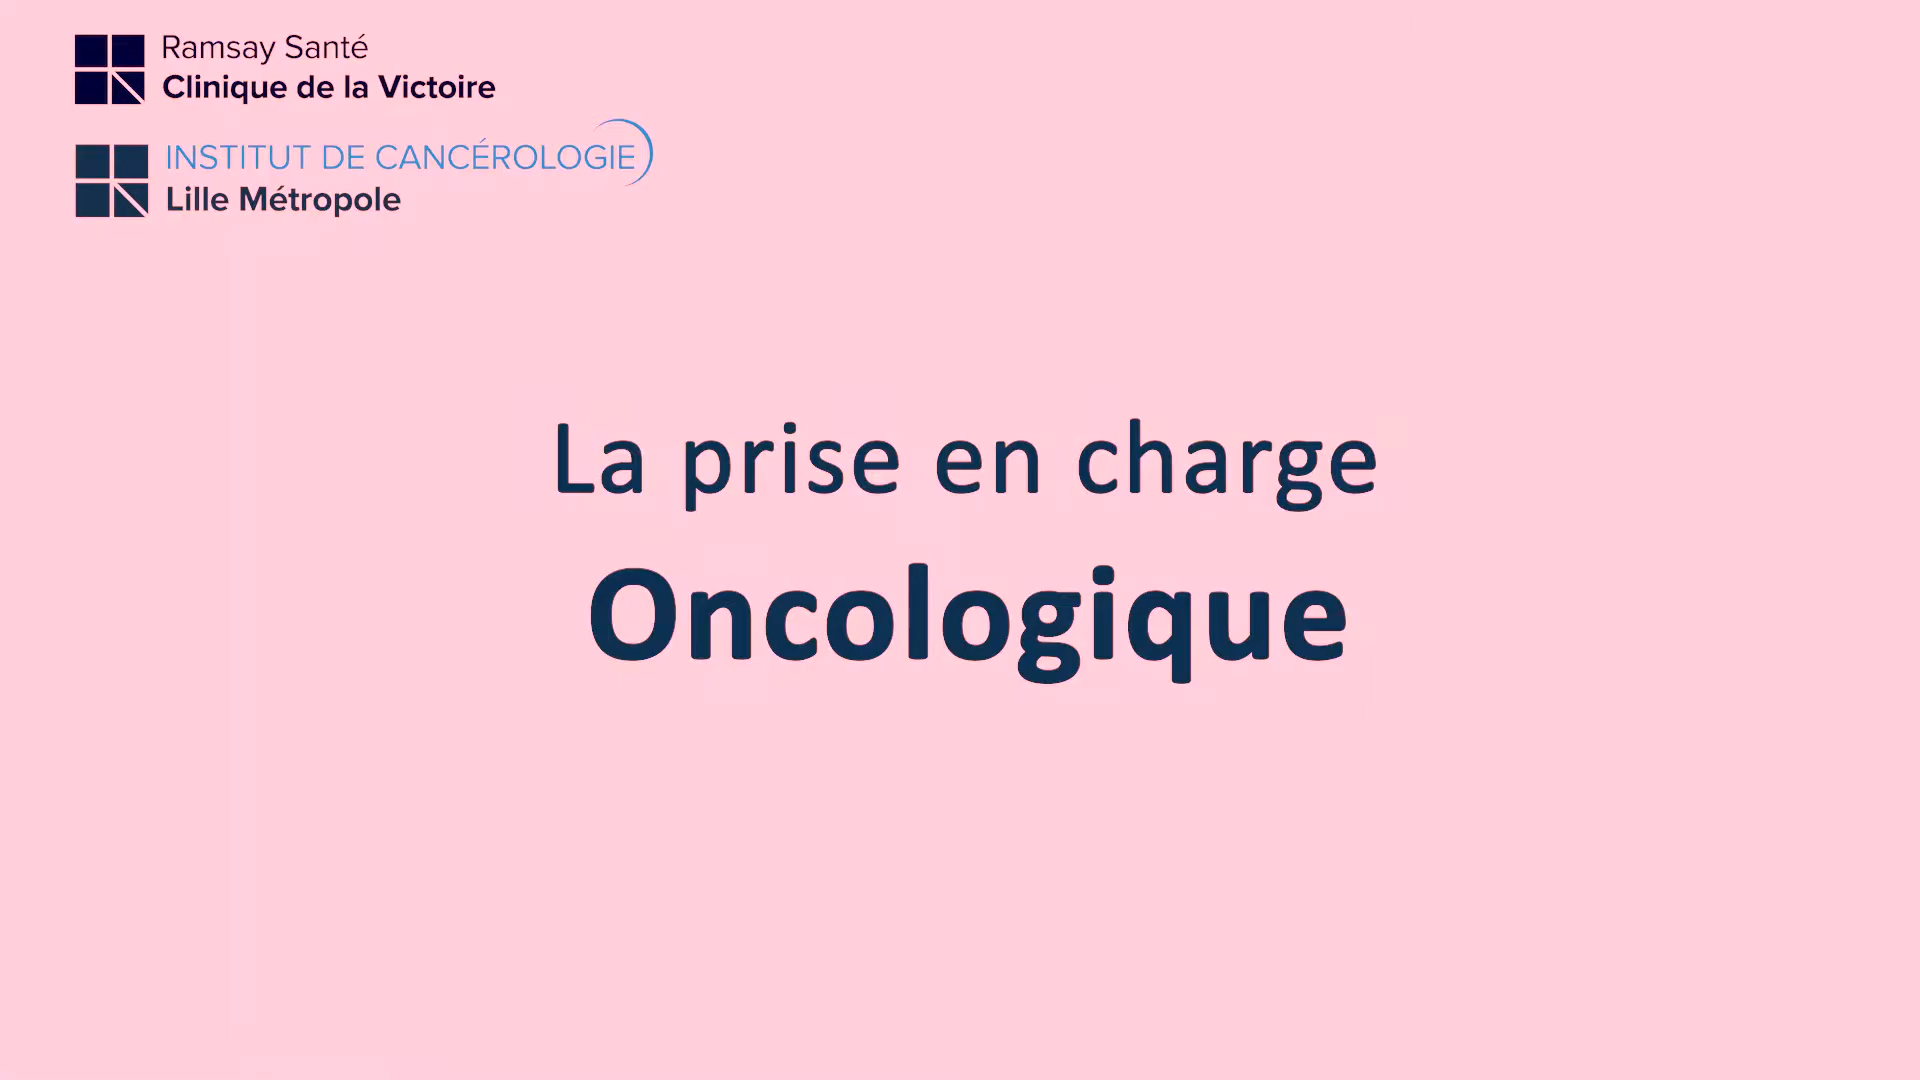 Ramsay Santé
Clinique de la Victoire
INSTITUT DE CANCÉROLOGIE
Lille Métropole
La prise en charge
Oncologique